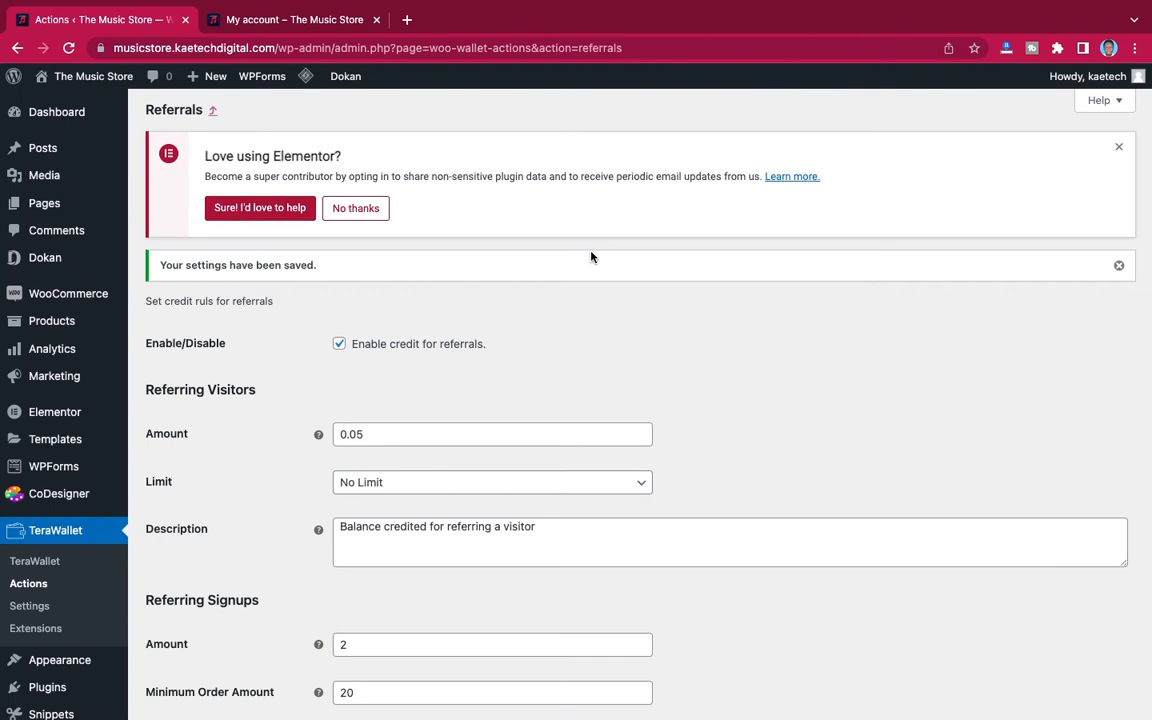 Actions ‹ The Music Store — W
My account – The Music Store
musicstore.kaetechdigital.com/wp-admin/admin.php?page=woo-wallet-actions&action=referrals
The Music Store
0
New
WPForms
Dokan
Howdy, kaetech
Dashboard
Posts
Media
Pages
Comments
Dokan
WooCommerce
Products
Analytics
Marketing
Elementor
Templates
WPForms
CoDesigner
TeraWallet
TeraWallet
Actions
Settings
Extensions
Appearance
Plugins
Snippets
Help
Referrals
Love using Elementor?
Become a super contributor by opting in to share non-sensitive plugin data and to receive periodic email updates from us. Learn more.
Sure! I'd love to help
No thanks
Your settings have been saved.
Set credit ruls for referrals
Enable/Disable
Enable credit for referrals.
Referring Visitors
Amount
0.05
Limit
No Limit
Description
Balance credited for referring a visitor
Referring Signups
Amount
2
Minimum Order Amount
20